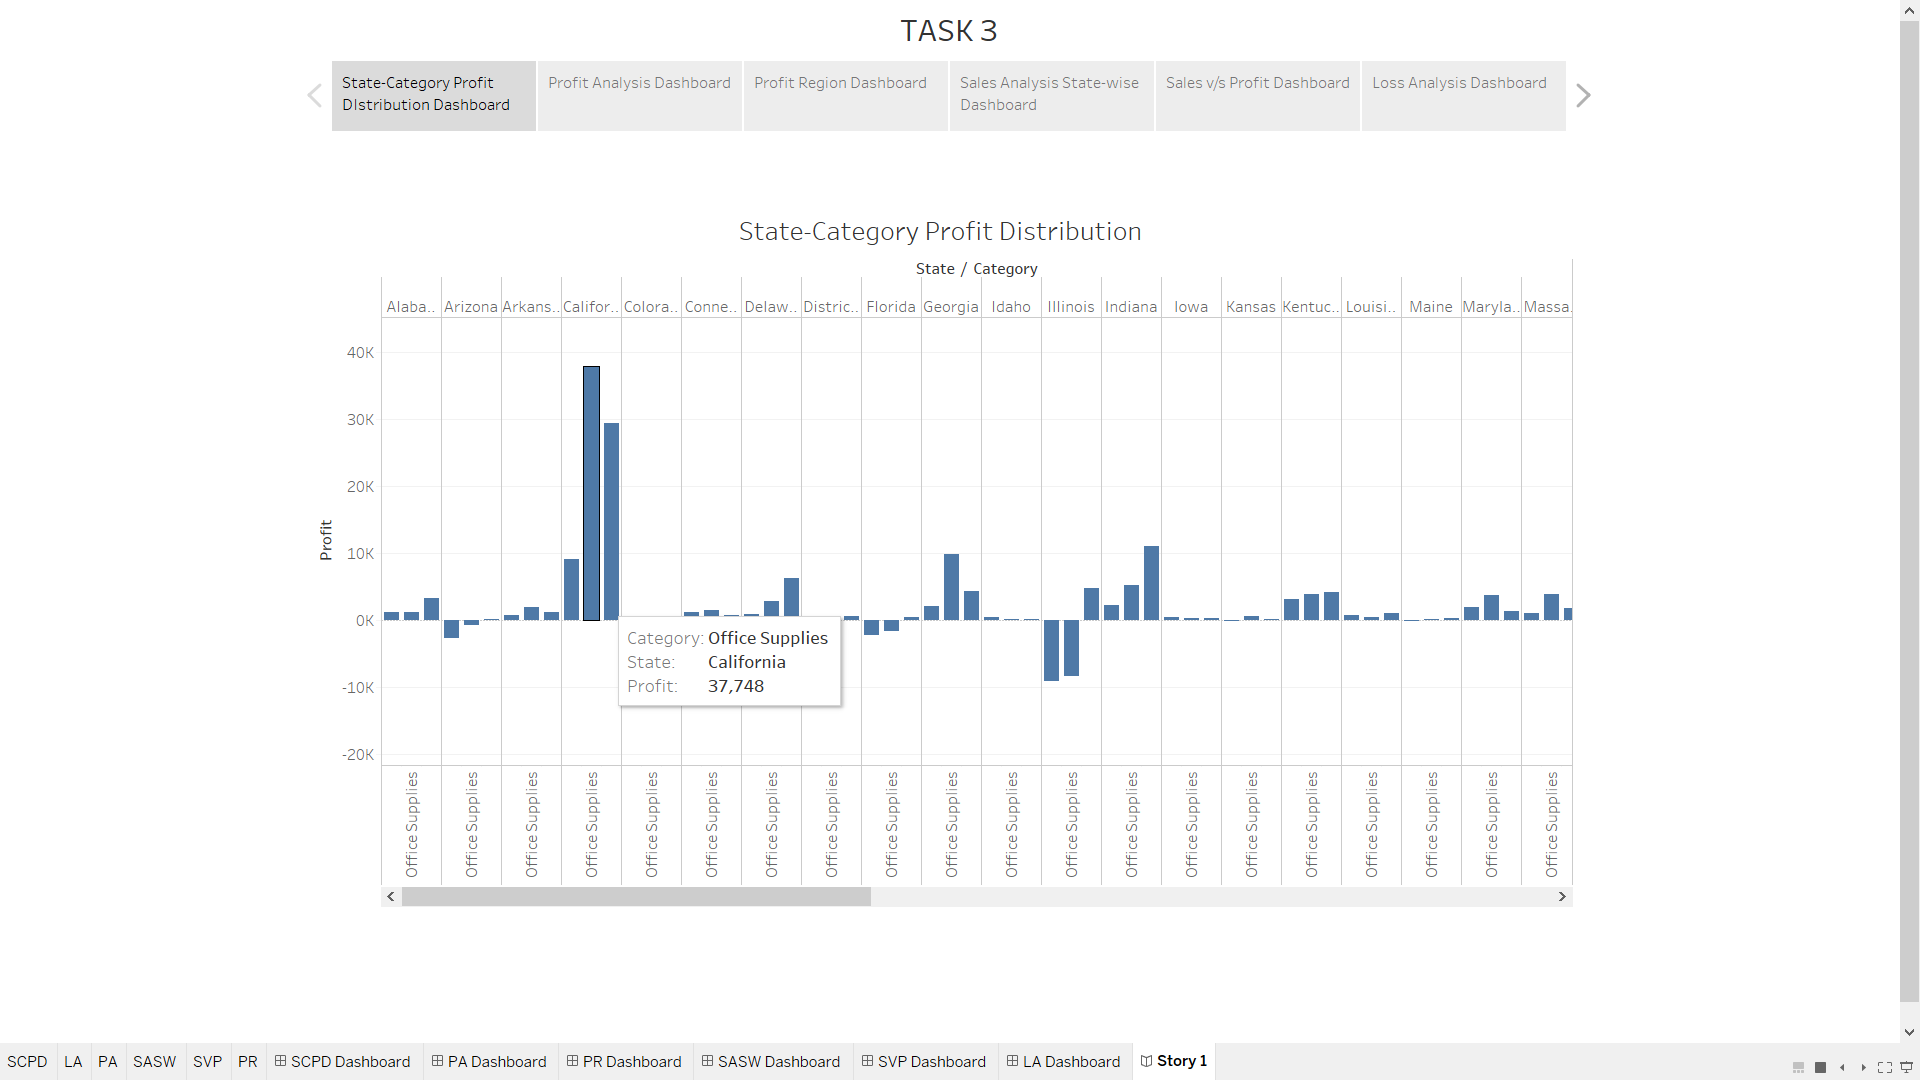 TASK 3
State-Category Profit
DIstribution Dashboard
Profit Analysis Dashboard
Profit Region Dashboard
Sales Analysis State-wise
Dashboard
Sales v/s Profit Dashboard
Loss Analysis Dashboard
State-Category Profit Distribution
State / Category
Alaba.. Arizona Arkans.. Califor.. Colora.. Conne.. Delaw.. Distric.. Florida Georgia Idaho Illinois Indiana Iowa Kansas Kentuc.. Louisi.. Maine Maryla.. Massa.
40K
30K
20K
10K
0K
-10K
-20K
Profit
Category: Office Supplies
State: California
Profit: 37,748
Office Supplies Office Supplies Office Supplies Office Supplies Office Supplies Office Supplies Office Supplies Office Supplies Office Supplies Office Supplies Office Supplies Office Supplies Office Supplies Office Supplies Office Supplies Office Supplies Office Supplies Office Supplies Office Supplies Office Supplies
SCPD LA PA SASW SVP PR SCPD Dashboard PA Dashboard PR Dashboard SASW Dashboard SVP Dashboard LA Dashboard Story 1